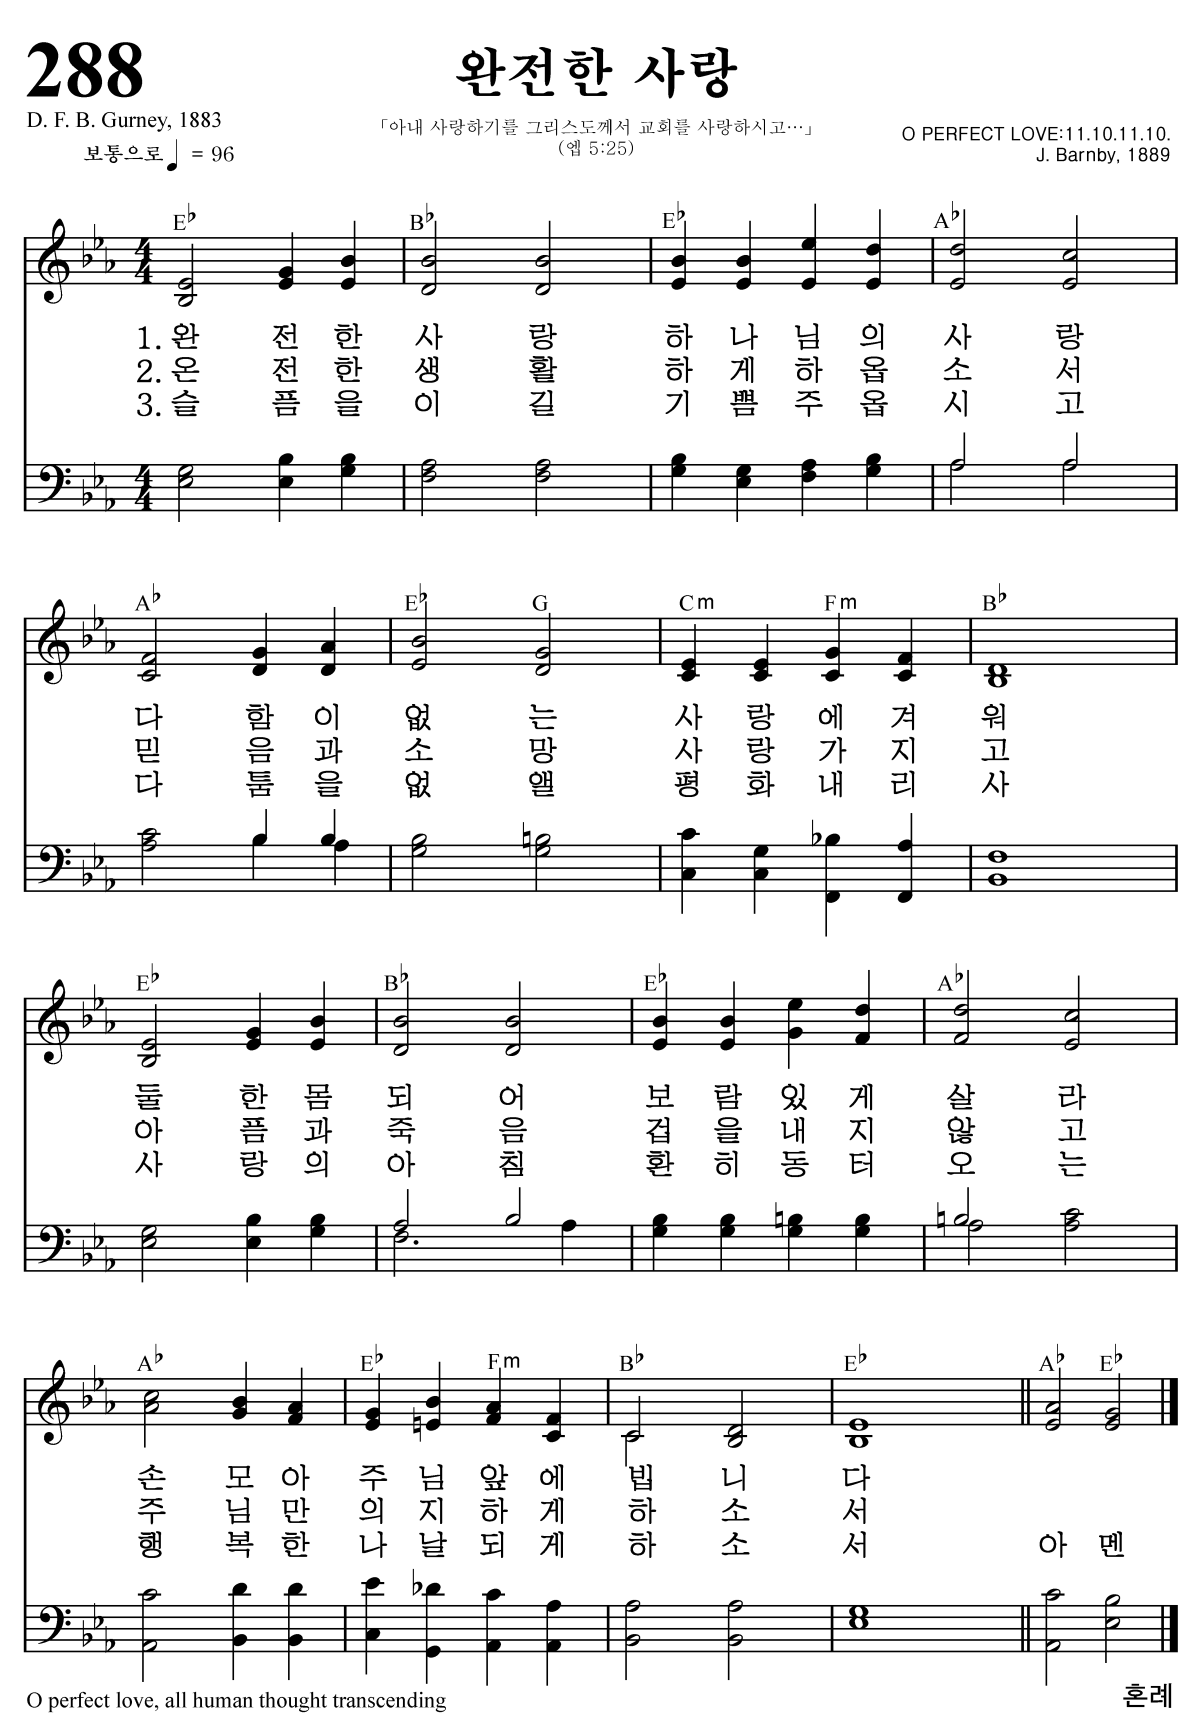 288
완전한 사랑
D. F. B. Gurney, 1883
「아내 사랑하기를 그리스도께서 교회를 사랑하시고…」
(엡 5:25)
보통으로 ♩ = 96
O PERFECT LOVE:11.10.11.10.
J. Barnby, 1889
E♭ B♭ E♭ A♭
1. 완 전 한 사 랑 하 나 님 의 사 랑
2. 온 전 한 생 활 하 게 하 옵 소 서
3. 슬 픔 을 이 길 기 쁨 주 옵 시 고
A♭ E♭ G Cm Fm B♭
다 함 이 없 는 사 랑 에 겨 워
믿 음 과 소 망 사 랑 가 지 고
다 툼 을 없 앨 평 화 내 리 사
E♭ B♭ E♭ A♭
둘 한 몸 되 어 보 람 있 게 살 라
아 픔 과 죽 음 겁 을 내 지 않 고
사 랑 의 아 침 환 히 동 터 오 는
A♭ E♭ Fm B♭ E♭ A♭ E♭
손 모 아 주 님 앞 에 빕 니 다
주 님 만 의 지 하 게 하 소 서
행 복 한 나 날 되 게 하 소 서 아 멘
O perfect love, all human thought transcending
혼례